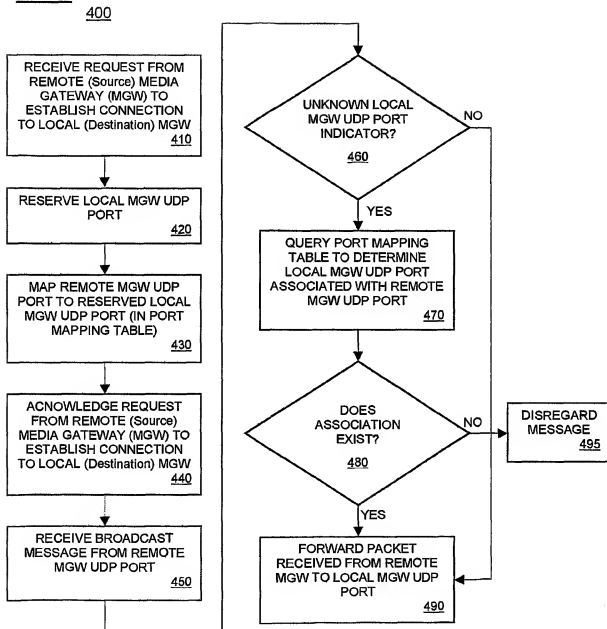 400
RECEIVE REQUEST FROM
REMOTE (Source) MEDIA
GATEWAY (MGW) TO
ESTABLISH CONNECTION
TO LOCAL (Destination) MGW
410
RESERVE LOCAL MGW UDP
PORT
420
MAP REMOTE MGW UDP
PORT TO RESERVED LOCAL
MGW UDP PORT (IN PORT
MAPPING TABLE)
430
ACNOWLEDGE REQUEST
FROM REMOTE (Source)
MEDIA GATEWAY (MGW) TO
ESTABLISH CONNECTION
TO LOCAL (Destination) MGW
440
RECEIVE BROADCAST
MESSAGE FROM REMOTE
MGW UDP PORT
450
UNKNOWN LOCAL
MGW UDP PORT
INDICATOR?
460
NO
YES
QUERY PORT MAPPING
TABLE TO DETERMINE
LOCAL MGW UDP PORT
ASSOCIATED WITH REMOTE
MGW UDP PORT
470
DOES
ASSOCIATION
EXIST?
480
NO
YES
DISREGARD
MESSAGE
495
FORWARD PACKET
RECEIVED FROM REMOTE
MGW TO LOCAL MGW UDP
PORT
490